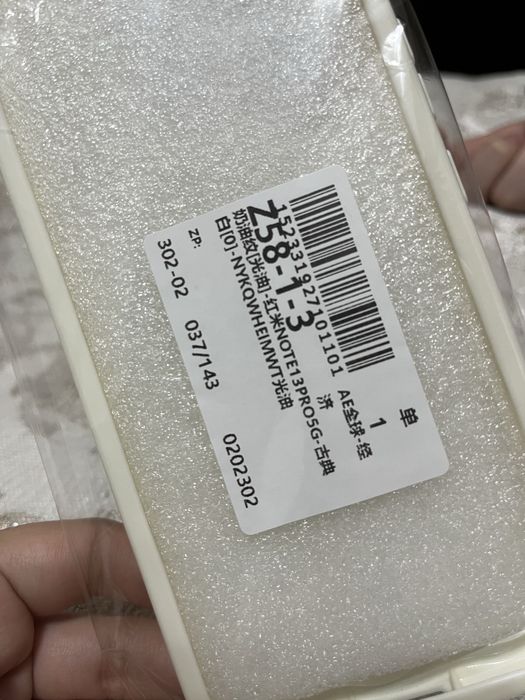 单
1
AE全球-经
济
152331927101101
258-1-3
奶油纹[光油]-红米NOTE13PRO5G-古典
白[0]-NYKQWHEIMWT光油
ZP-
302-02 037/143 0202302